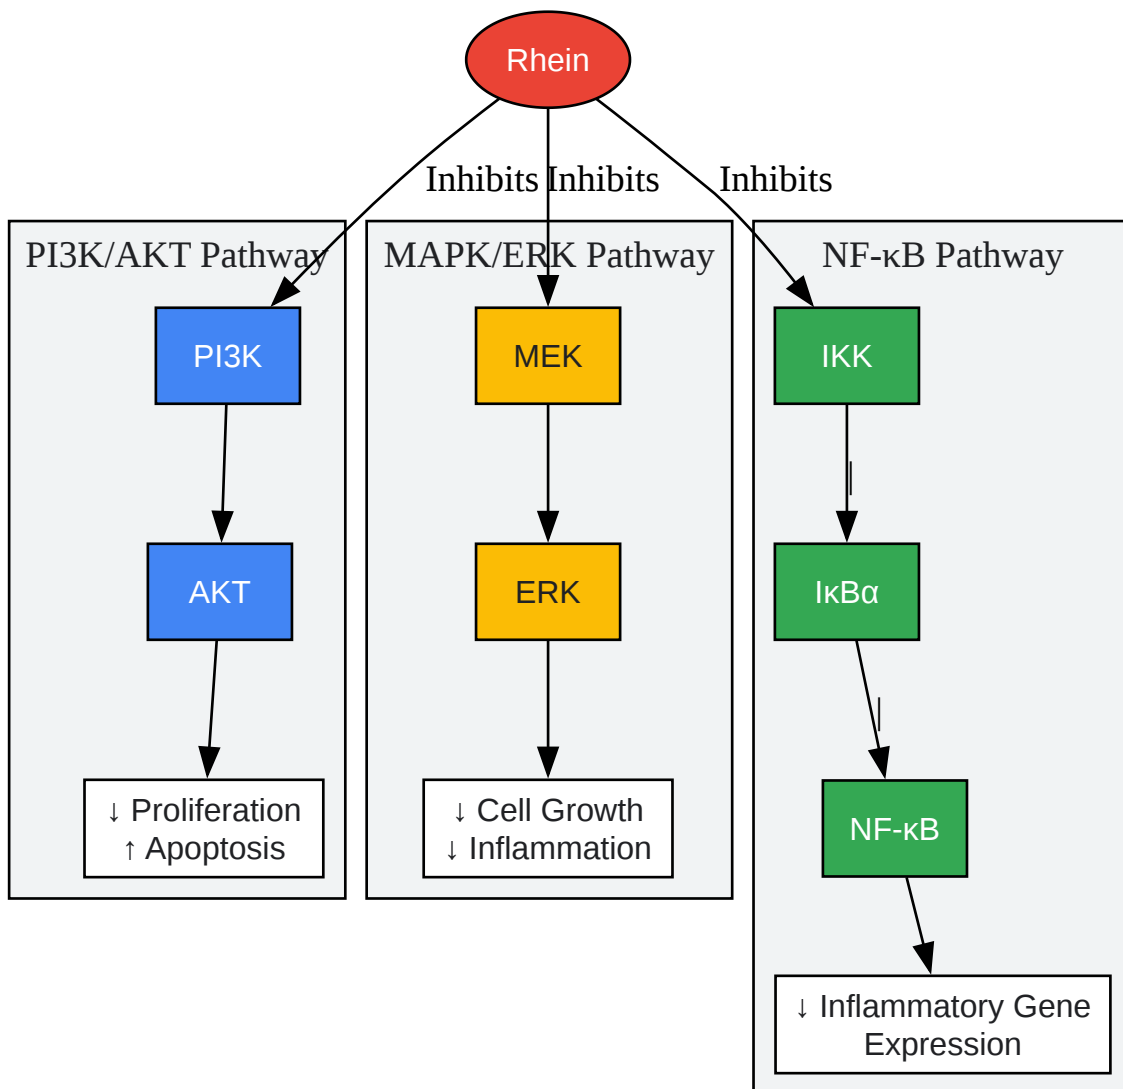 Rhein
Inhibits
Inhibits
Inhibits
PI3K/AKT Pathway
MAPK/ERK Pathway
NF-κB Pathway
PI3K
MEK
IKK
|
AKT
ERK
IκBα
|
↓ Proliferation
↑ Apoptosis
↓ Cell Growth
↓ Inflammation
NF-κB
↓ Inflammatory Gene
Expression